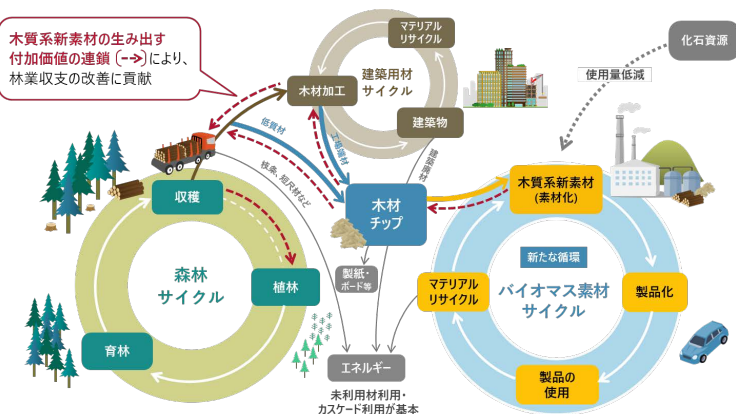 木質系新素材の生み出す
付加価値の連鎖 (-->)により、
林業収支の改善に貢献
マテリアル
リサイクル
建築用材
サイクル
木材加工
建築物
化石資源
使用量低減
低質材
工場端材
建築廃材
枝条、短尺材など
収穫
森林
サイクル
植林
育林
木材
チップ
製紙・
ボード等
エネルギー
未利用材利用・
カスケード利用が基本
木質系新素材
(素材化)
新たな循環
バイオマス素材
サイクル
マテリアル
リサイクル
製品化
製品の
使用